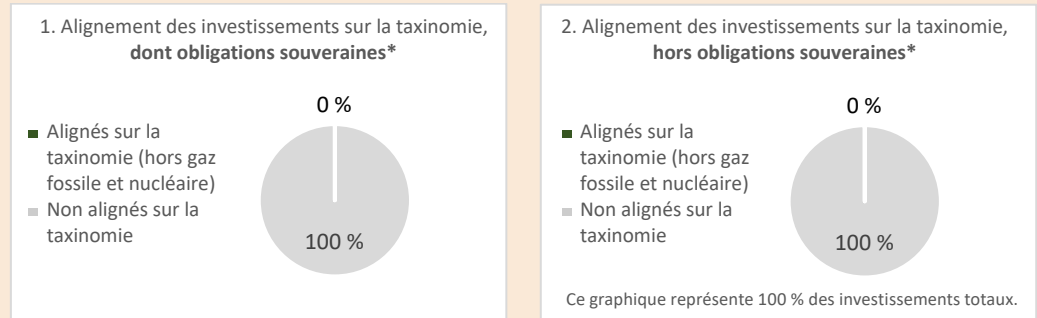 1. Alignement des investissements sur la taxinomie,
dont obligations souveraines*
0 %
Alignés sur la
taxinomie (hors gaz
fossile et nucléaire)
Non alignés sur la
taxinomie
100 %
2. Alignement des investissements sur la taxinomie,
hors obligations souveraines*
0 %
Alignés sur la
taxinomie (hors gaz
fossile et nucléaire)
Non alignés sur la
taxinomie
100 %
Ce graphique représente 100 % des investissements totaux.